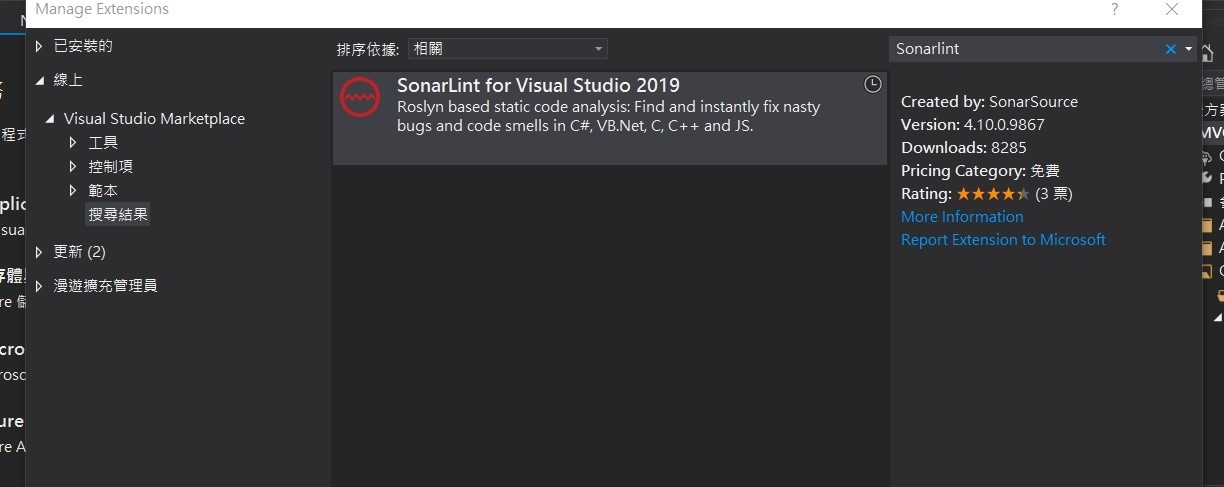 Manage Extensions
?
已安裝的
線上
Visual Studio Marketplace
工具
控制項
範本
搜尋結果
更新 (2)
漫遊擴充管理員
排序依據: 相關
SonarLint for Visual Studio 2019
Roslyn based static code analysis: Find and instantly fix nasty
bugs and code smells in C#, VB.Net, C, C++ and JS.
Sonarlint
Created by: SonarSource
Version: 4.10.0.9867
Downloads: 8285
Pricing Category: 免費
Rating: (3 票)
More Information
Report Extension to Microsoft